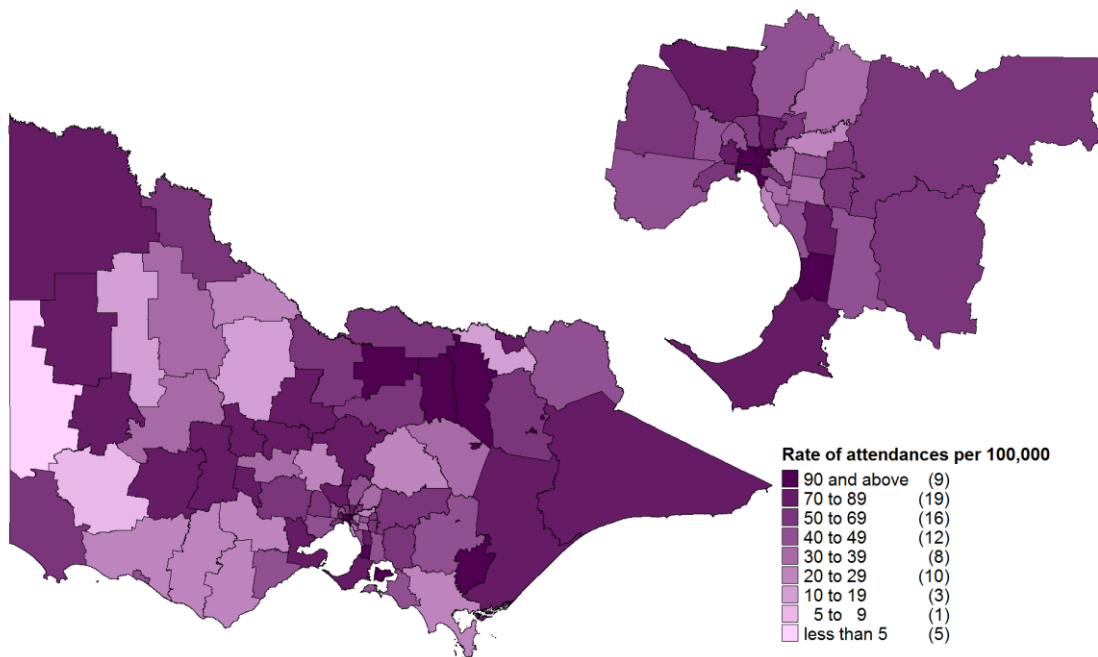 Rate of attendances per 100,000
90 and above (9)
70 to 89 (19)
50 to 69 (16)
40 to 49 (12)
30 to 39 (8)
20 to 29 (10)
10 to 19 (3)
5 to 9 (1)
less than 5 (5)